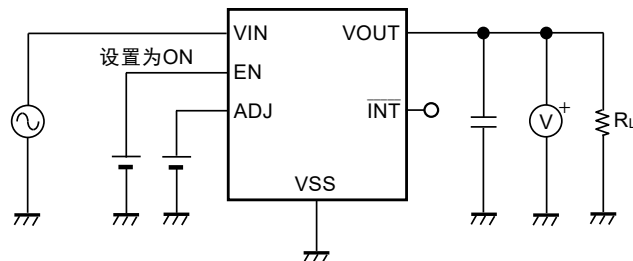 VIN
VOUT
设置为ON
EN
ADJ
INT
V
+
RL
VSS